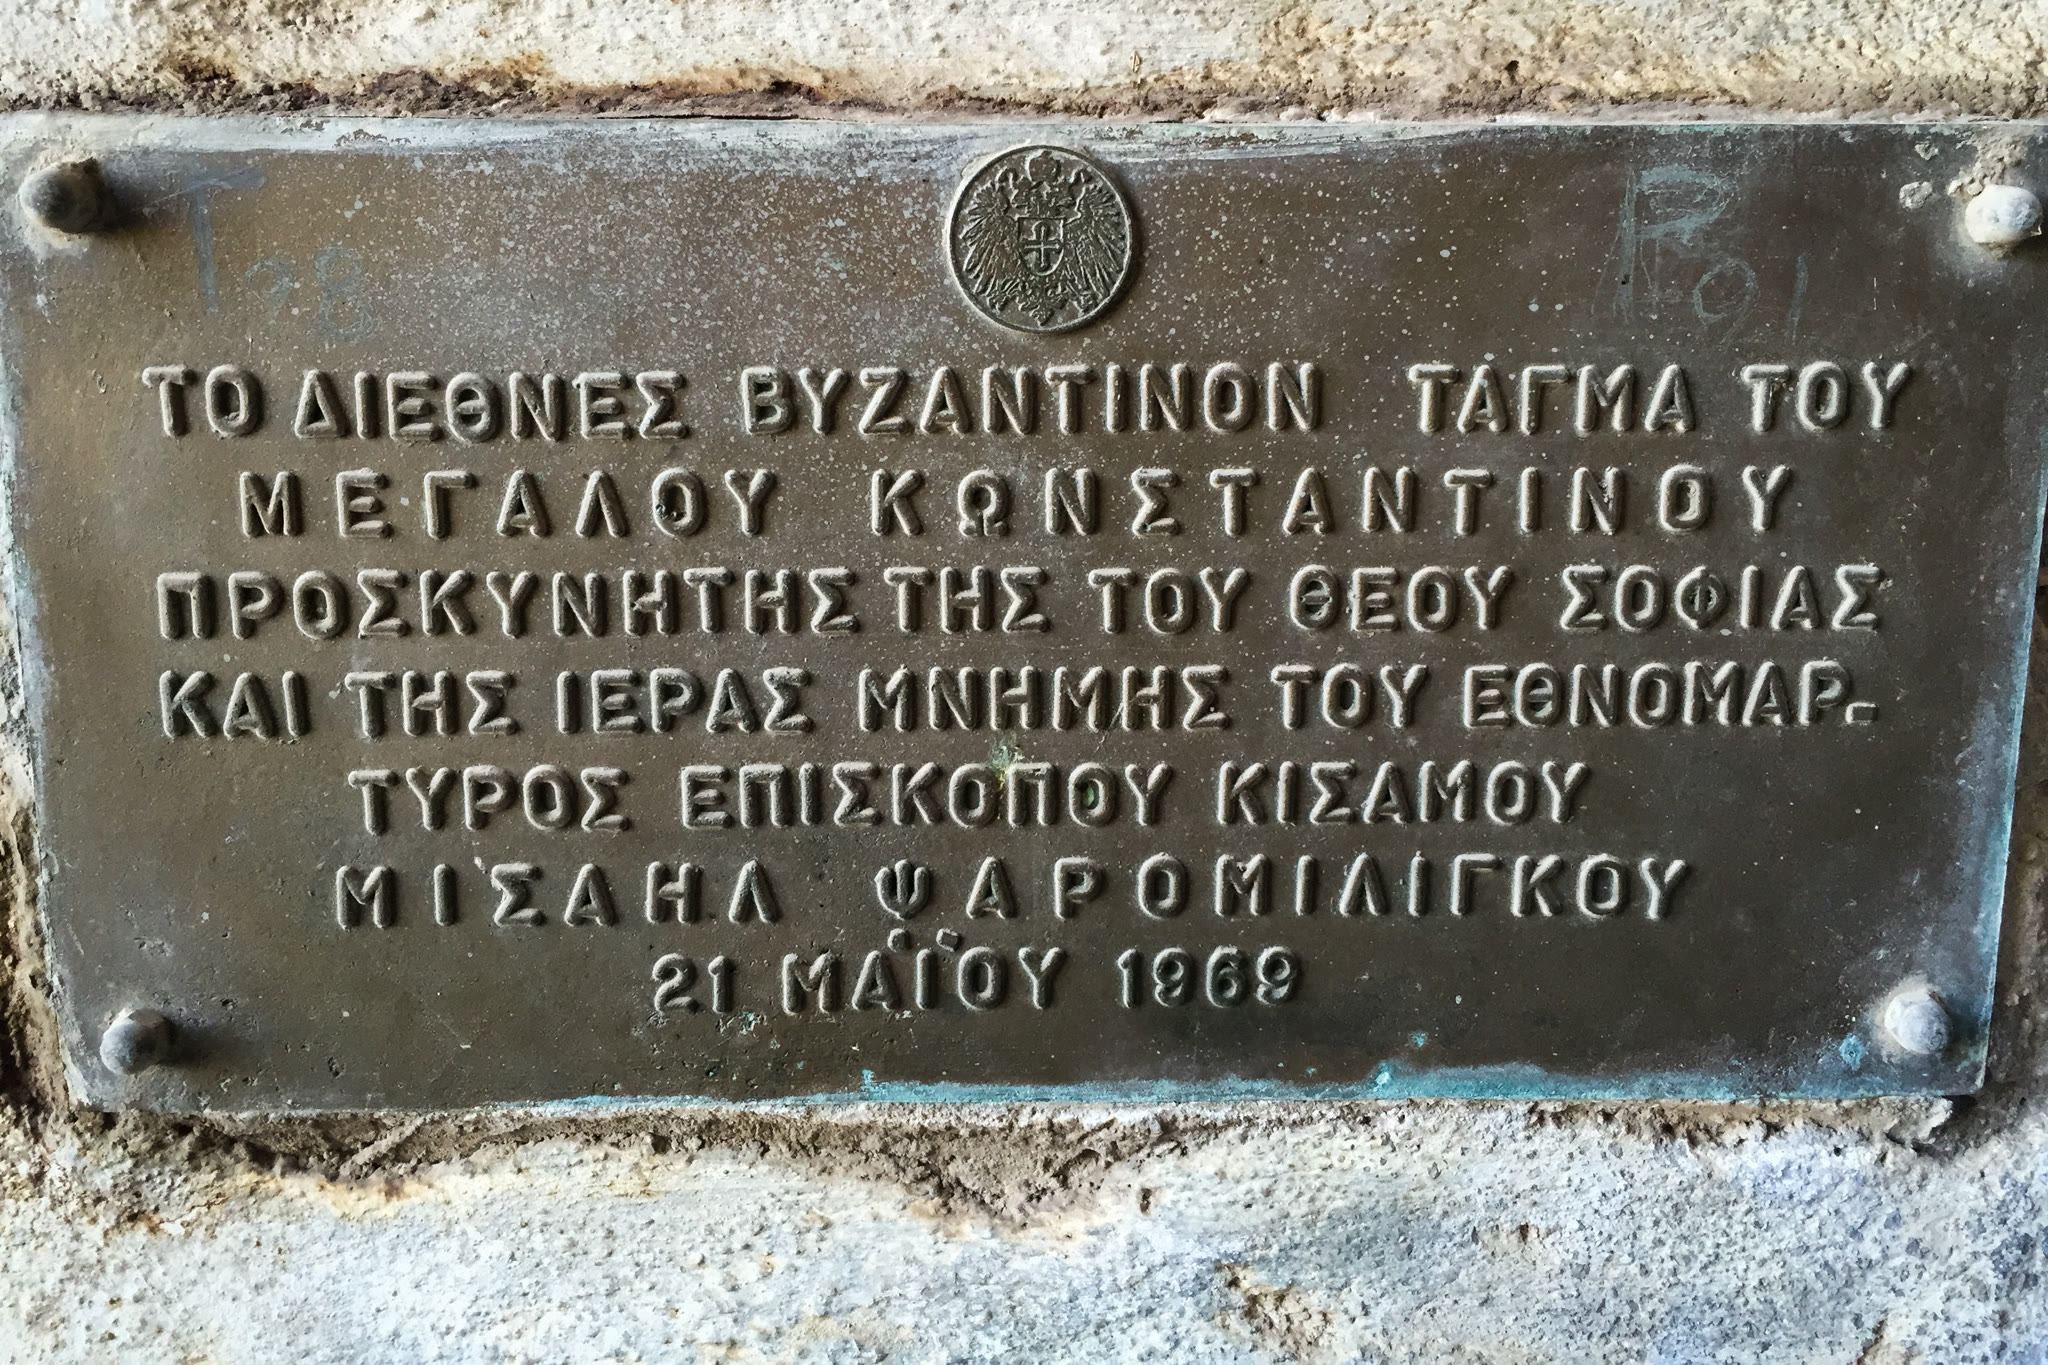 ΤΟ ΔΙΕΘΝΕΣ ΒΥΖΑΝΤΙΝΟΝ ΤΑΓΜΑ ΤΟΥ
ΜΕΓΑΛΟΥ ΚΩΝΣΤΑΝΤΙΝΟΥ
ΠΡΟΣΚΥΝΗΤΗΣ ΤΗΣ ΤΟΥ ΘΕΟΥ ΣΟΦΙΑΣ
ΚΑΙ ΤΗΣ ΙΕΡΑΣ ΜΝΗΜΗΣ ΤΟΥ ΕΘΝΟΜΑΡ-
ΤΥΡΟΣ ΕΠΙΣΚΟΠΟΥ ΚΙΣΑΜΟΥ
ΜΙΣΑΗΛ ΨΑΡΟΜΙΛΙΓΚΟΥ
21 ΜΑΪΟΥ 1969